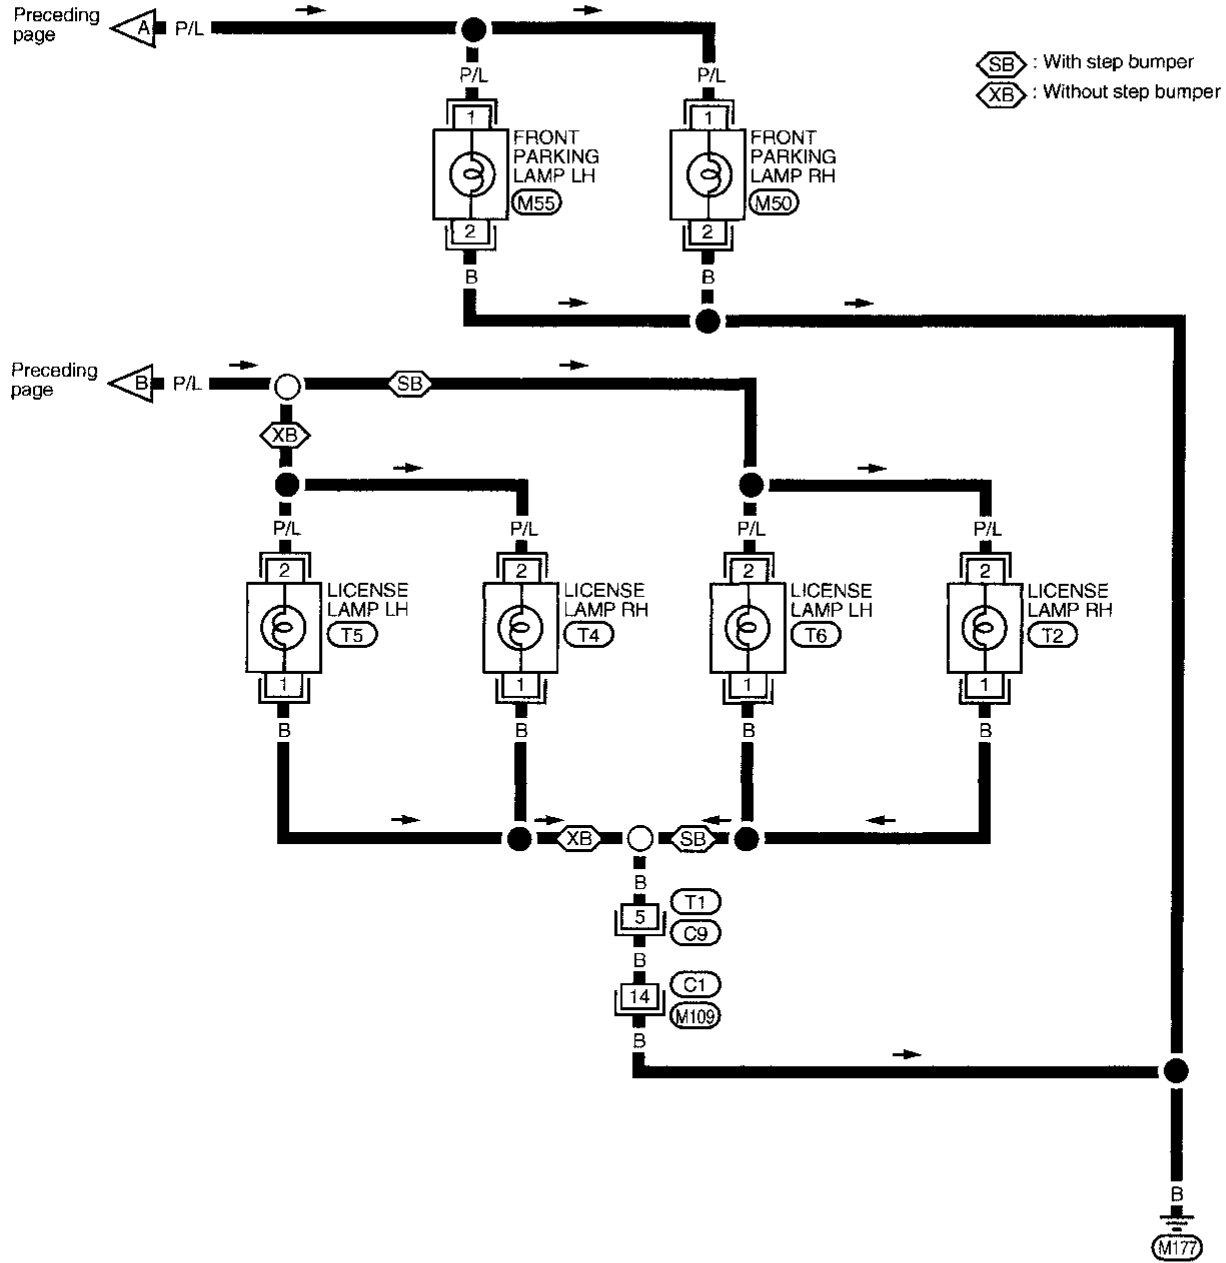 Preceding
page
A P/L
SB : With step bumper
XB : Without step bumper
P/L P/L
1 1
FRONT
PARKING
LAMP LH
M55
FRONT
PARKING
LAMP RH
M50
2 2
B B
Preceding
page
B P/L
SB
XB
P/L P/L P/L P/L
2 2 2 2
LICENSE
LAMP LH
T5
LICENSE
LAMP RH
T4
LICENSE
LAMP LH
T6
LICENSE
LAMP RH
T2
1 1 1 1
B B B B
XB SB
B
5
T1
C9
B
14
C1
M109
B
B
M177